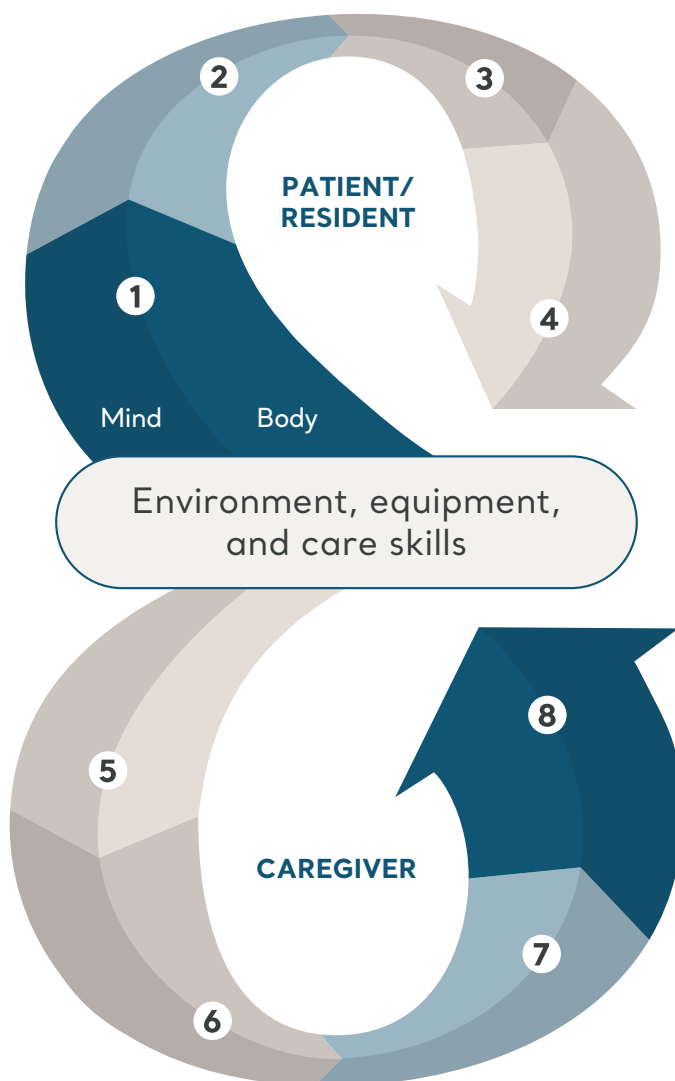 2
3
PATIENT/
RESIDENT
1
4
Mind
Body
Environment, equipment,
and care skills
8
5
CAREGIVER
7
6